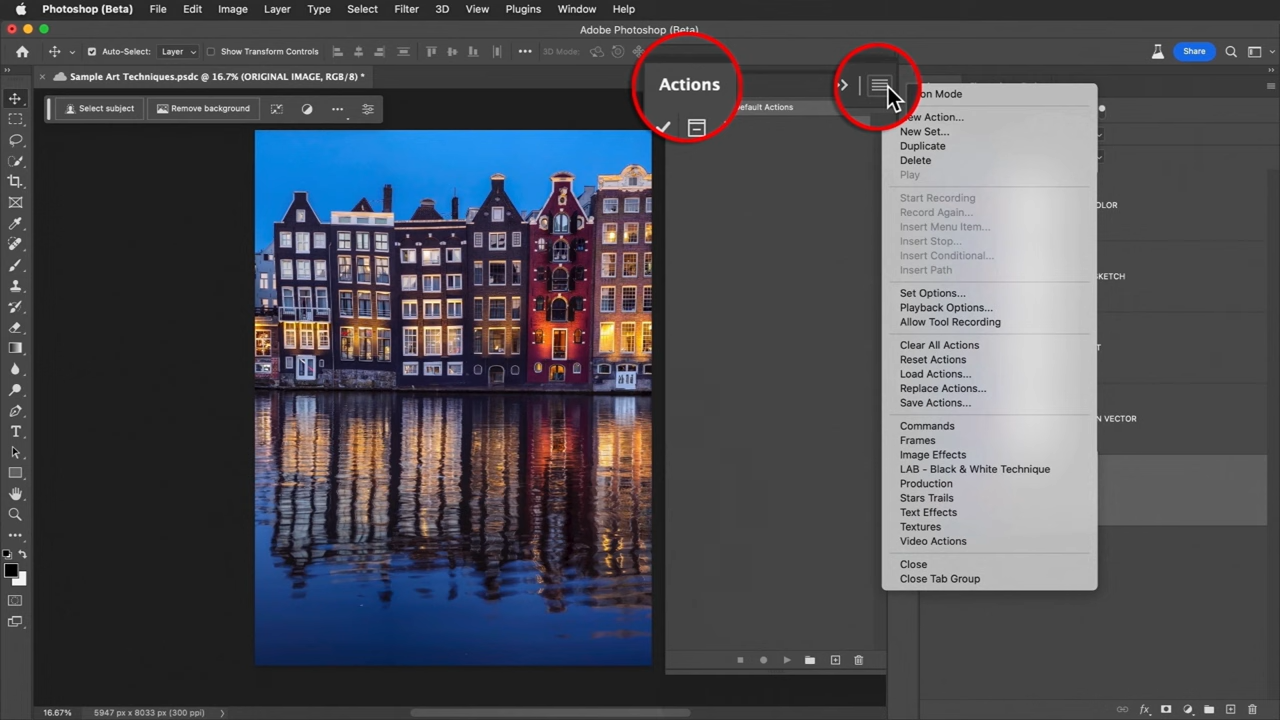 Photoshop (Beta) File Edit Image Layer Type Select Filter 3D View Plugins Window Help
Adobe Photoshop (Beta)
Auto-Select: Layer Show Transform Controls 3D Mode: Share
Sample Art Techniques.psdc @ 16.7% (ORIGINAL IMAGE, RGB/8) *
Select subject Remove background
Actions
Default Actions
on Mode
New Action...
New Set...
Duplicate
Delete
Play
Start Recording
Record Again...
Insert Menu Item...
Insert Stop...
Insert Conditional...
Insert Path
Set Options...
Playback Options...
Allow Tool Recording
Clear All Actions
Reset Actions
Load Actions...
Replace Actions...
Save Actions...
Commands
Frames
Image Effects
LAB - Black & White Technique
Production
Stars Trails
Text Effects
Textures
Video Actions
Close
Close Tab Group
OLOR
SKETCH
T
N VECTOR
16.67% 5947 px x 8033 px (300 ppi)